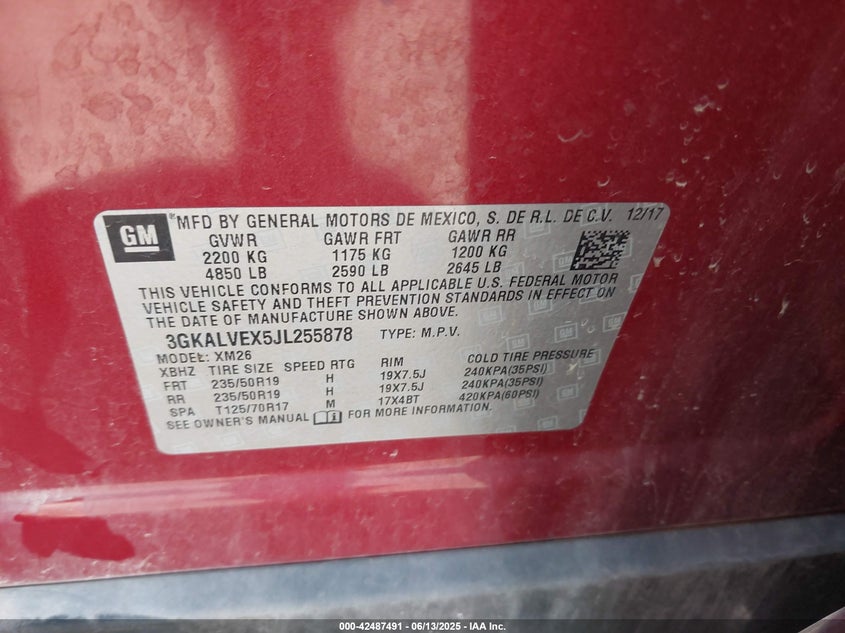 GM
®MFD BY GENERAL MOTORS DE MEXICO, S. DE R.L. DE C.V. 12/17
GVWR GAWR FRT GAWR RR
2200 KG 1175 KG 1200 KG
4850 LB 2590 LB 2645 LB
THIS VEHICLE CONFORMS TO ALL APPLICABLE U.S. FEDERAL MOTOR
VEHICLE SAFETY AND THEFT PREVENTION STANDARDS IN EFFECT ON
THE DATE OF MANUFACTURE SHOWN ABOVE.
3GKALVEX5JL255878 TYPE: M.P.V.
MODEL: XM26
XBHZ TIRE SIZE SPEED RTG RIM COLD TIRE PRESSURE
FRT 235/50R19 H 19X7.5J 240KPA(35PSI)
RR 235/50R19 H 19X7.5J 240KPA(35PSI)
SPA T125/70R17 M 17X4BT 420KPA(60PSI)
SEE OWNER'S MANUAL FOR MORE INFORMATION.
000-42487491 - 06/13/2025 - IAA Inc.